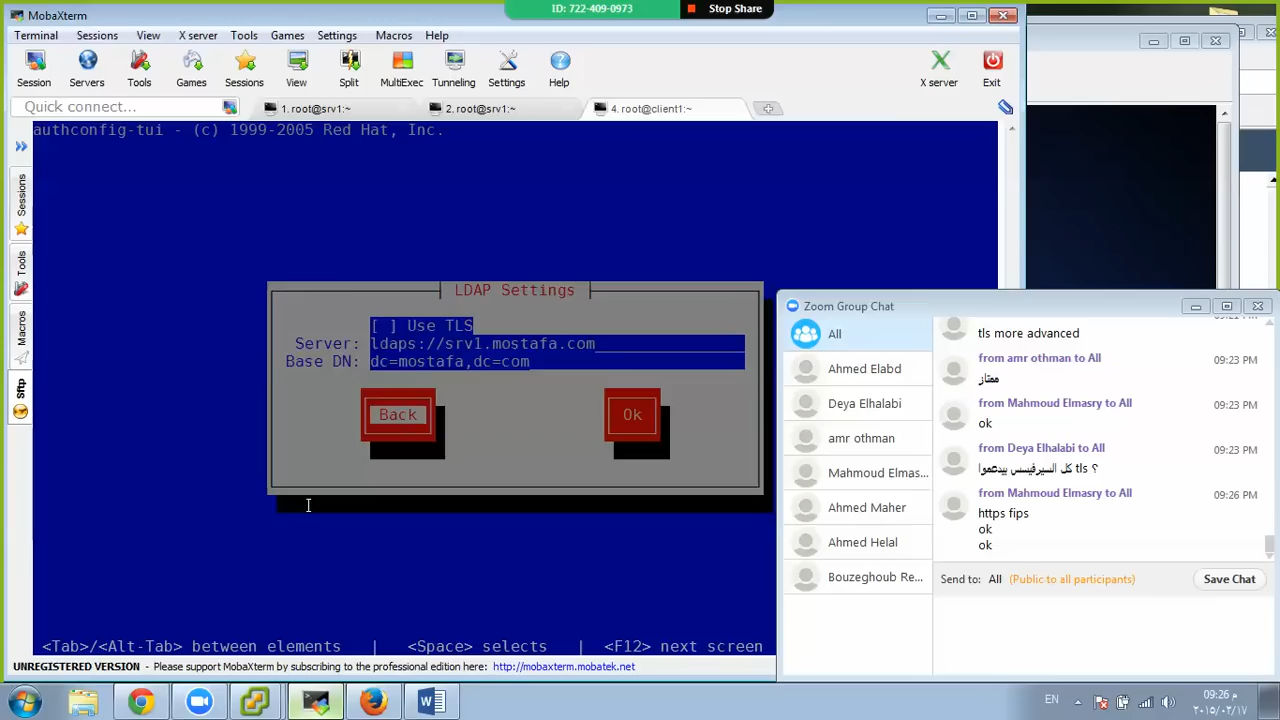 ID: 722-409-0973
Stop Share
MobaXterm
Terminal Sessions View X server Tools Games Settings Macros Help
Session Servers Tools Games Sessions View Split MultiExec Tunneling Settings Help X server Exit
Quick connect...
1. root@srv1:~
2. root@srv1:~
4. root@client1:~
authconfig-tui - (c) 1999-2005 Red Hat, Inc.
Sessions
Tools
Macros
Sftp
LDAP Settings
[ ] Use TLS
Server: ldaps://srv1.mostafa.com
Base DN: dc=mostafa,dc=com
Back
Ok
<Tab>/<Alt-Tab> between elements | <Space> selects | <F12> next screen
UNREGISTERED VERSION - Please support MobaXterm by subscribing to the professional edition here: http://mobaxterm.mobatek.net
Zoom Group Chat
All
Ahmed Elabd
Deya Elhalabi
amr othman
Mahmoud Elmas...
Ahmed Maher
Ahmed Helal
Bouzeghoub Re...
tls more advanced
from amr othman to All 09:23 PM
ممتاز
from Mahmoud Elmasry to All 09:23 PM
ok
from Deya Elhalabi to All 09:23 PM
كل السيرفيسس بيدعموا tls ؟
from Mahmoud Elmasry to All 09:26 PM
https fips
ok
ok
Send to: All (Public to all participants)
Save Chat
EN
09:26 م
٢٠١٥/٠٢/١٧